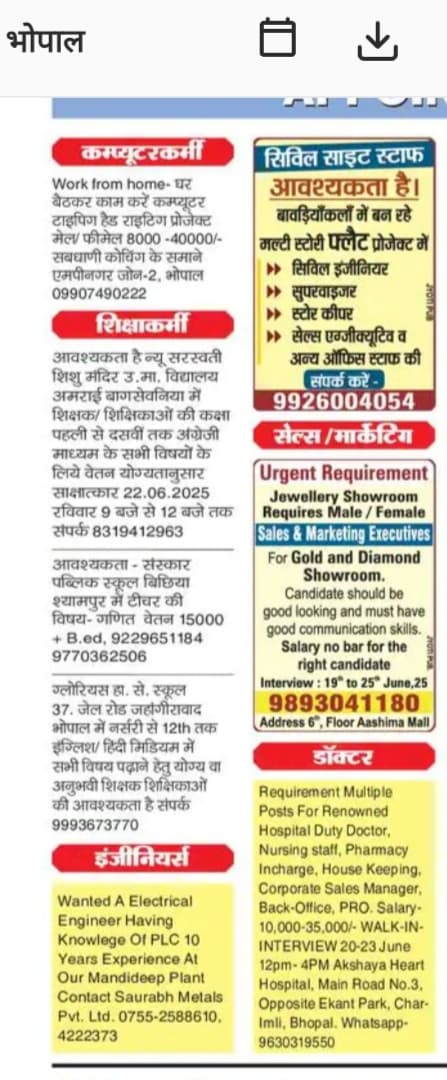 भोपाल
कम्प्यूटरकर्मी
Work from home- घर
बैठकर काम करें कम्प्यूटर
टाइपिग हैड राइटिग प्रोजेक्ट
मेल/ फीमेल 8000 -40000/-
सबधाणी कोचिंग के समाने
एमपीनगर जोन-2, भोपाल
09907490222
शिक्षाकर्मी
आवश्यकता है न्यू सरस्वती
शिशु मंदिर उ.मा. विद्यालय
अमराई बागसेवनिया में
शिक्षक/ शिक्षिकाओं की कक्षा
पहली से दसवीं तक अंग्रेजी
माध्यम के सभी विषयों के
लिये वेतन योग्यतानुसार
साक्षात्कार 22.06.2025
रविवार 9 बजे से 12 बजे तक
संपर्क 8319412963
आवश्यकता - संस्कार
पब्लिक स्कूल बिछिया
श्यामपुर में टीचर की
विषय- गणित वेतन 15000
+ B.ed, 9229651184
9770362506
ग्लोरियस हा. से. स्कूल
37. जेल रोड जहांगीरावाद
भोपाल में नर्सरी से 12th तक
इंग्लिश/ हिदी मिडियम में
सभी विषय पढ़ाने हेतु योग्य वा
अनुभवी शिक्षक शिक्षिकाओं
की आवश्यकता है संपर्क
9993673770
इंजीनियर्स
Wanted A Electrical
Engineer Having
Knowlege Of PLC 10
Years Experience At
Our Mandideep Plant
Contact Saurabh Metals
Pvt. Ltd. 0755-2588610,
4222373
सिविल साइट स्टाफ
आवश्यकता है।
बावड़ियाँकलाँ में बन रहे
मल्टी स्टोरी फ्लैट प्रोजेक्ट में
सिविल इंजीनियर
सुपरवाइजर
स्टोर कीपर
सेल्स एग्जीक्यूटिव व
अन्य ऑफिस स्टाफ की
संपर्क करें -
9926004054
सेल्स/मार्केटिग
Urgent Requirement
Jewellery Showroom
Requires Male / Female
Sales & Marketing Executives
For Gold and Diamond
Showroom.
Candidate should be
good looking and must have
good communication skills.
Salary no bar for the
right candidate
Interview : 19th to 25th June,25
9893041180
Address 6th, Floor Aashima Mall
डॉक्टर
Requirement Multiple
Posts For Renowned
Hospital Duty Doctor,
Nursing staff, Pharmacy
Incharge, House Keeping,
Corporate Sales Manager,
Back-Office, PRO. Salary-
10,000-35,000/- WALK-IN-
INTERVIEW 20-23 June
12pm- 4PM Akshaya Heart
Hospital, Main Road No.3,
Opposite Ekant Park, Char-
Imli, Bhopal. Whatsapp-
9630319550